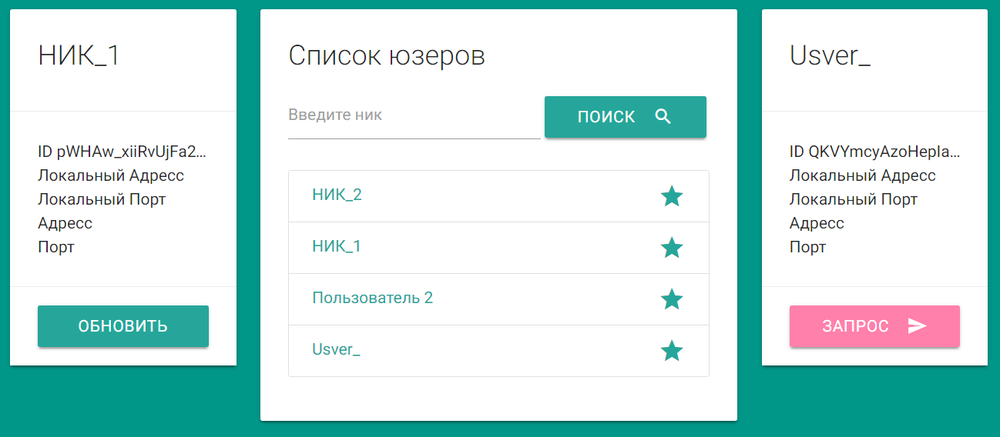 НИК_1
ID pWHAw_xiiRvUjFa2...
Локальный Адресс
Локальный Порт
Адресс
Порт
ОБНОВИТЬ
Список юзеров
Введите ник
ПОИСК
НИК_2
НИК_1
Пользователь 2
Usver_
Usver_
ID QKVYmcyAzoHepIa...
Локальный Адресс
Локальный Порт
Адресс
Порт
ЗАПРОС